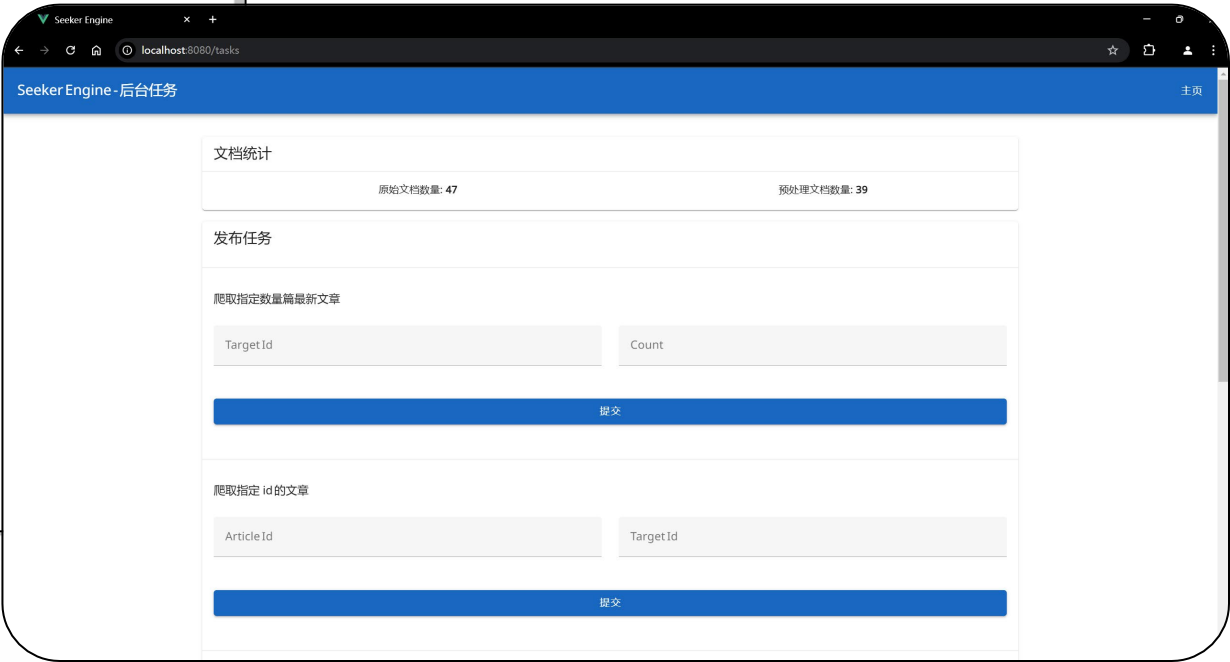 Seeker Engine
localhost:8080/tasks
Seeker Engine-后台任务 主页
文档统计
原始文档数量: 47 预处理文档数量: 39
发布任务
爬取指定数量篇最新文章
Target Id Count
提交
爬取指定 id 的文章
Article Id Target Id
提交